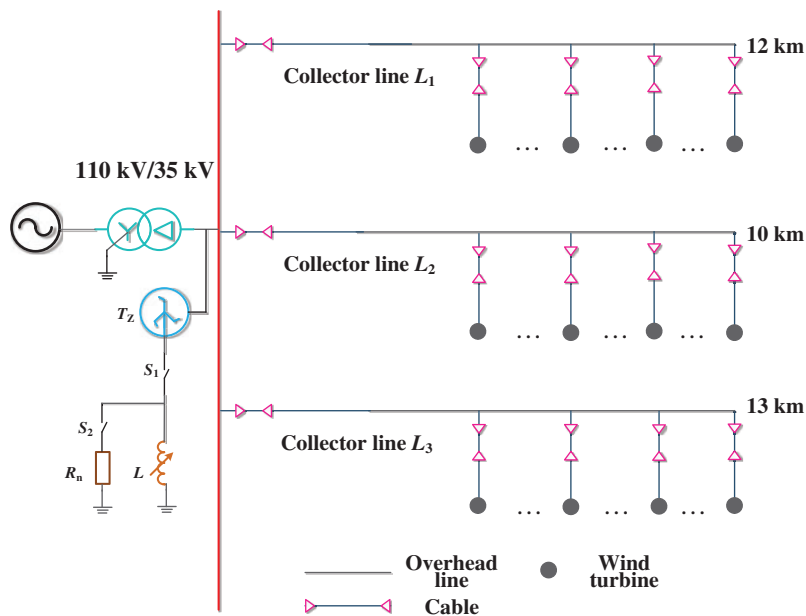 12 km
Collector line L1
110 kV/35 kV
10 km
Collector line L2
TZ
S1
13 km
S2
Collector line L3
Rn
L
... ... ...
... ... ...
... ... ...
Overhead line
Wind turbine
Cable